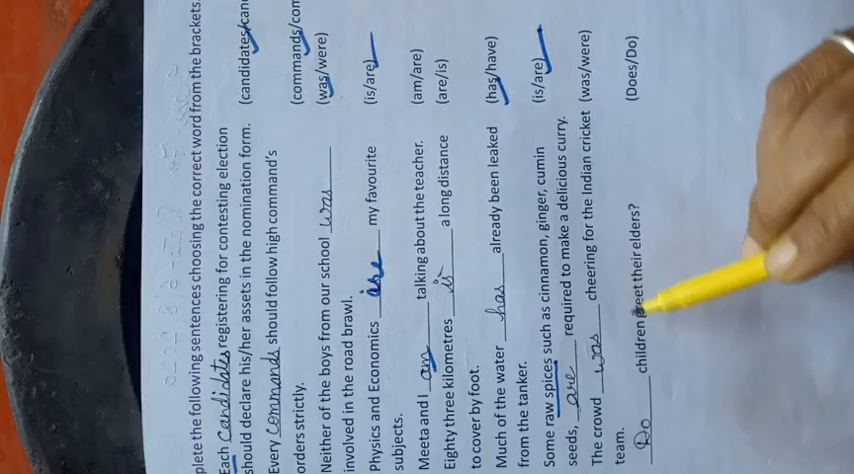 plete the following sentences choosing the correct word from the brackets.
Each Candidates registering for contesting election
should declare his/her assets in the nomination form. (candidates/can
Every Commands should follow high command's (commands/com
orders strictly.
Neither of the boys from our school was (was/were)
involved in the road brawl.
Physics and Economics are my favourite (is/are)
subjects.
Meeta and I am talking about the teacher. (am/are)
Eighty three kilometres is a long distance (are/is)
to cover by foot.
Much of the water has already been leaked (has/have)
from the tanker.
Some raw spices such as cinnamon, ginger, cumin (is/are)
seeds, are required to make a delicious curry.
The crowd was cheering for the Indian cricket (was/were)
team.
Do children greet their elders? (Does/Do)